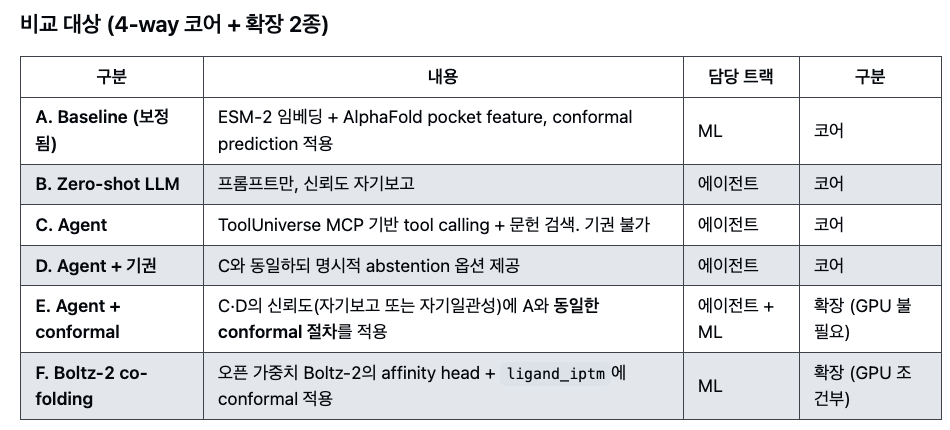 비교 대상 (4-way 코어 + 확장 2종)
구분 내용 담당 트랙 구분
A. Baseline (보정
됨) ESM-2 임베딩 + AlphaFold pocket feature, conformal
prediction 적용 ML 코어
B. Zero-shot LLM 프롬프트만, 신뢰도 자기보고 에이전트 코어
C. Agent ToolUniverse MCP 기반 tool calling + 문헌 검색. 기권 불가 에이전트 코어
D. Agent + 기권 C와 동일하되 명시적 abstention 옵션 제공 에이전트 코어
E. Agent +
conformal C·D의 신뢰도(자기보고 또는 자기일관성)에 A와 동일한
conformal 절차를 적용 에이전트 +
ML 확장 (GPU 불
필요)
F. Boltz-2 co-
folding 오픈 가중치 Boltz-2의 affinity head + ligand_iptm 에
conformal 적용 ML 확장 (GPU 조
건부)